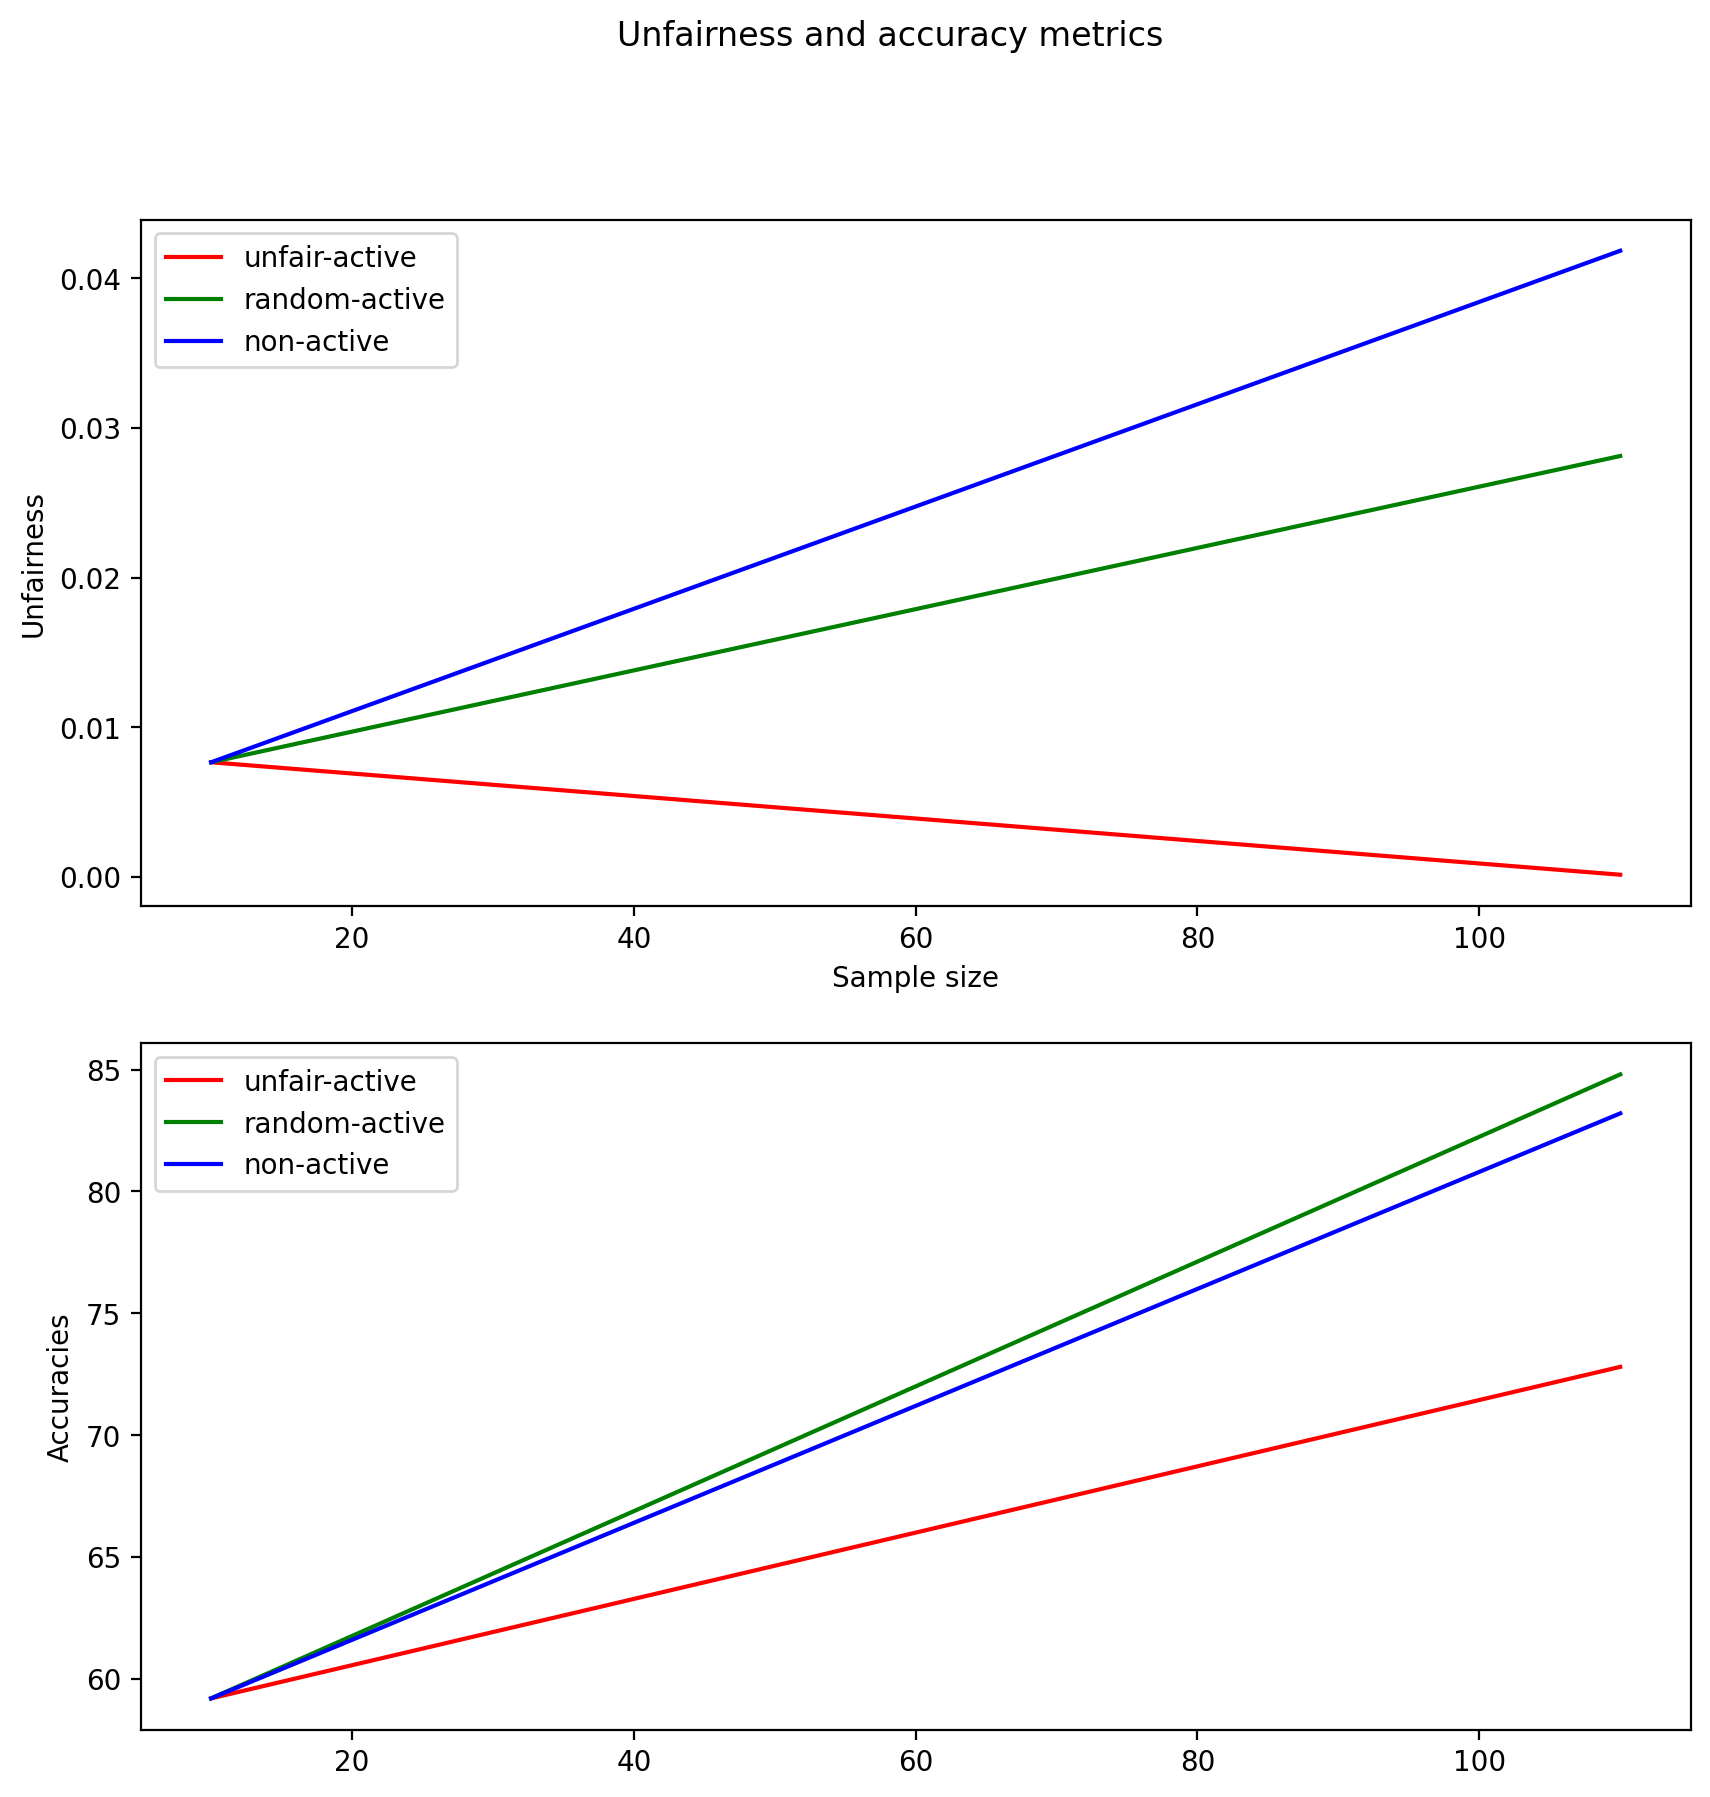 Unfairness and accuracy metrics
unfair-active
random-active
non-active
0.04
0.03
0.02
0.01
0.00
Unfairness
20 40 60 80 100
Sample size
unfair-active
random-active
non-active
85
80
75
70
65
60
Accuracies
20 40 60 80 100